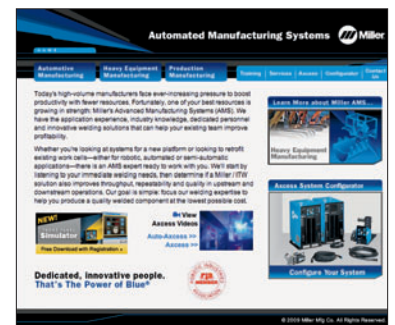 Automated Manufacturing Systems Miller
HOME
Automotive Manufacturing
Heavy Equipment Manufacturing
Production Manufacturing
Training | Services | Axcess | Configurator | Contact Us
Today's high-volume manufacturers face ever-increasing pressure to boost
productivity with fewer resources. Fortunately, one of your best resources is
growing in strength: Miller's Advanced Manufacturing Systems (AMS). We
have the application experience, industry knowledge, dedicated personnel
and innovative welding solutions that can help your existing team improve
profitability.
Whether you're looking at systems for a new platform or looking to retrofit
existing work cells—either for robotic, automated or semi-automatic
applications—there is an AMS expert ready to work with you. We'll start by
listening to your immediate welding needs, then determine if a Miller / ITW
solution also improves throughput, repeatability and quality in upstream and
downstream operations. Our goal is simple: focus our welding expertise to
help you produce a quality welded component at the lowest possible cost.
Learn More about Miller AMS...
Heavy Equipment
Manufacturing
Axcess System Configurator
Configure Your System
NEW!
Simulator
Free Download with Registration
View
Axcess Videos
Auto-Axcess >>
Axcess >>
Dedicated, innovative people.
That's The Power of Blue®
MEMBER
© 2009 Miller Mfg Co. All Rights Reserved.